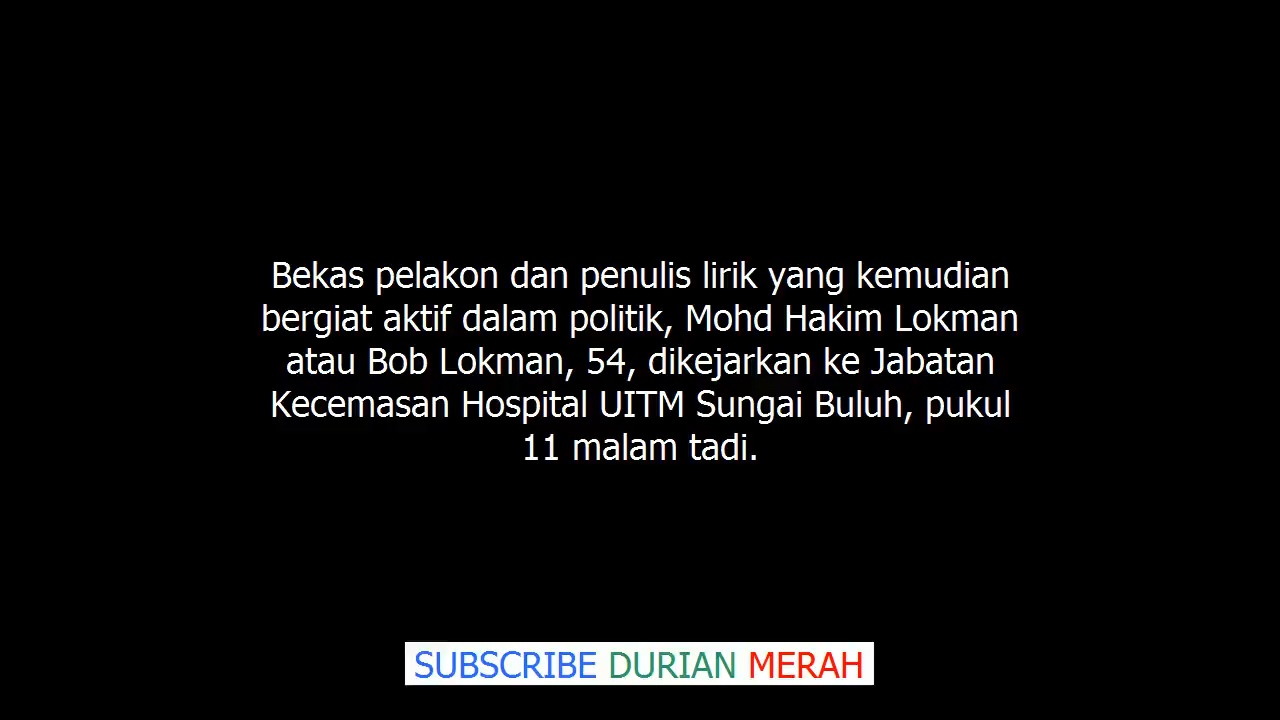 Bekas pelakon dan penulis lirik yang kemudian
bergiat aktif dalam politik, Mohd Hakim Lokman
atau Bob Lokman, 54, dikejarkan ke Jabatan
Kecemasan Hospital UITM Sungai Buluh, pukul
11 malam tadi.
SUBSCRIBE DURIAN MERAH